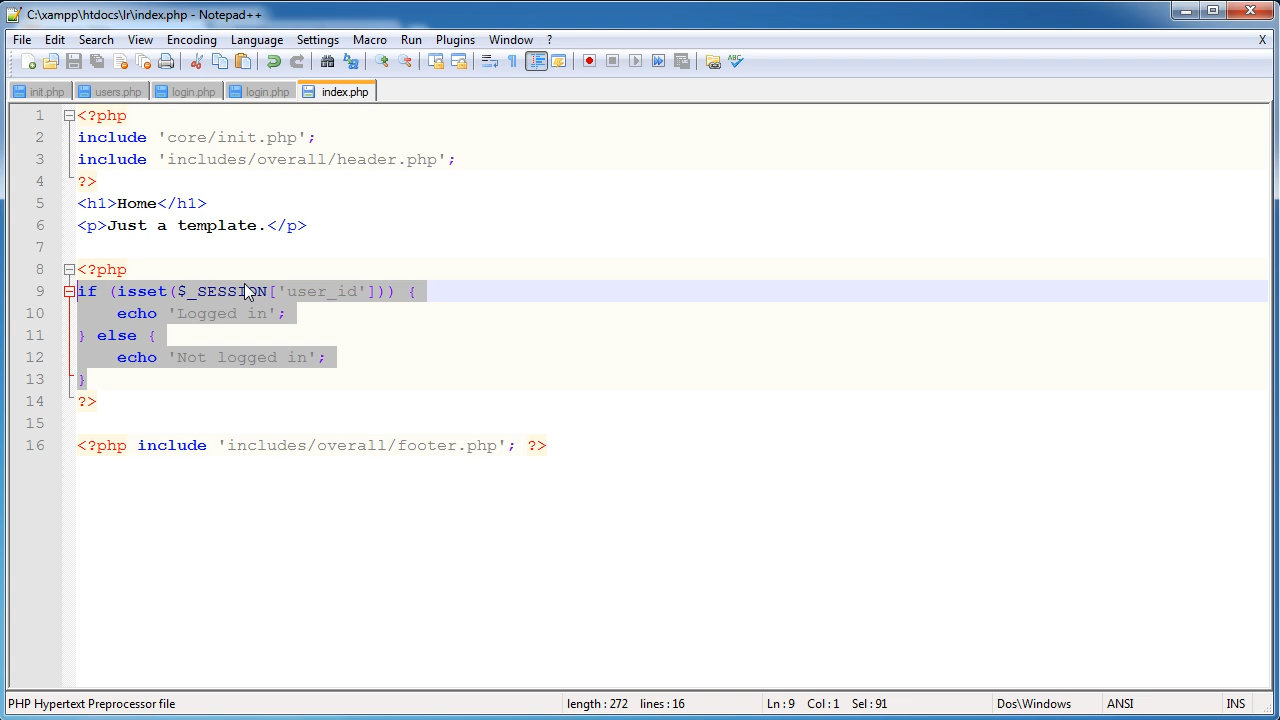 C:\xampp\htdocs\lr\index.php - Notepad++
File Edit Search View Encoding Language Settings Macro Run Plugins Window ? X
init.php users.php login.php login.php index.php
1 <?php
2 include 'core/init.php';
3 include 'includes/overall/header.php';
4 ?>
5 <h1>Home</h1>
6 <p>Just a template.</p>
7
8 <?php
9 if (isset($_SESSION['user_id'])) {
10 echo 'Logged in';
11 } else {
12 echo 'Not logged in';
13 }
14 ?>
15
16 <?php include 'includes/overall/footer.php'; ?>
PHP Hypertext Preprocessor file length : 272 lines : 16 Ln : 9 Col : 1 Sel : 91 Dos\Windows ANSI INS